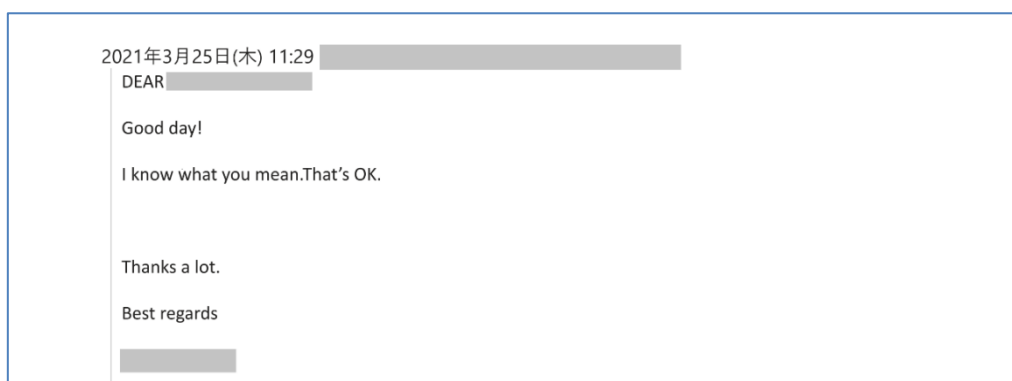 2021年3月25日(木) 11:29
DEAR
Good day!
I know what you mean.That’s OK.
Thanks a lot.
Best regards